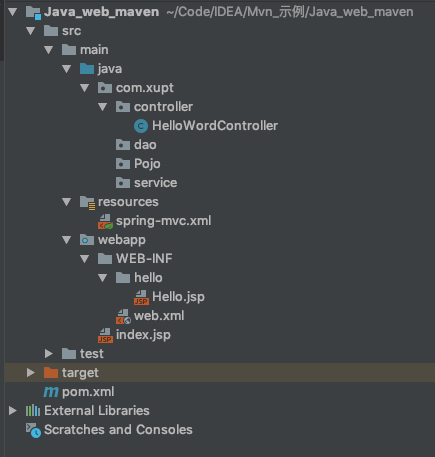 Java_web_maven ~/Code/IDEA/Mvn_示例/Java_web_maven
src
main
java
com.xupt
controller
C HelloWordController
dao
Pojo
service
resources
spring-mvc.xml
webapp
WEB-INF
hello
JSP Hello.jsp
web.xml
JSP index.jsp
test
target
m pom.xml
External Libraries
Scratches and Consoles